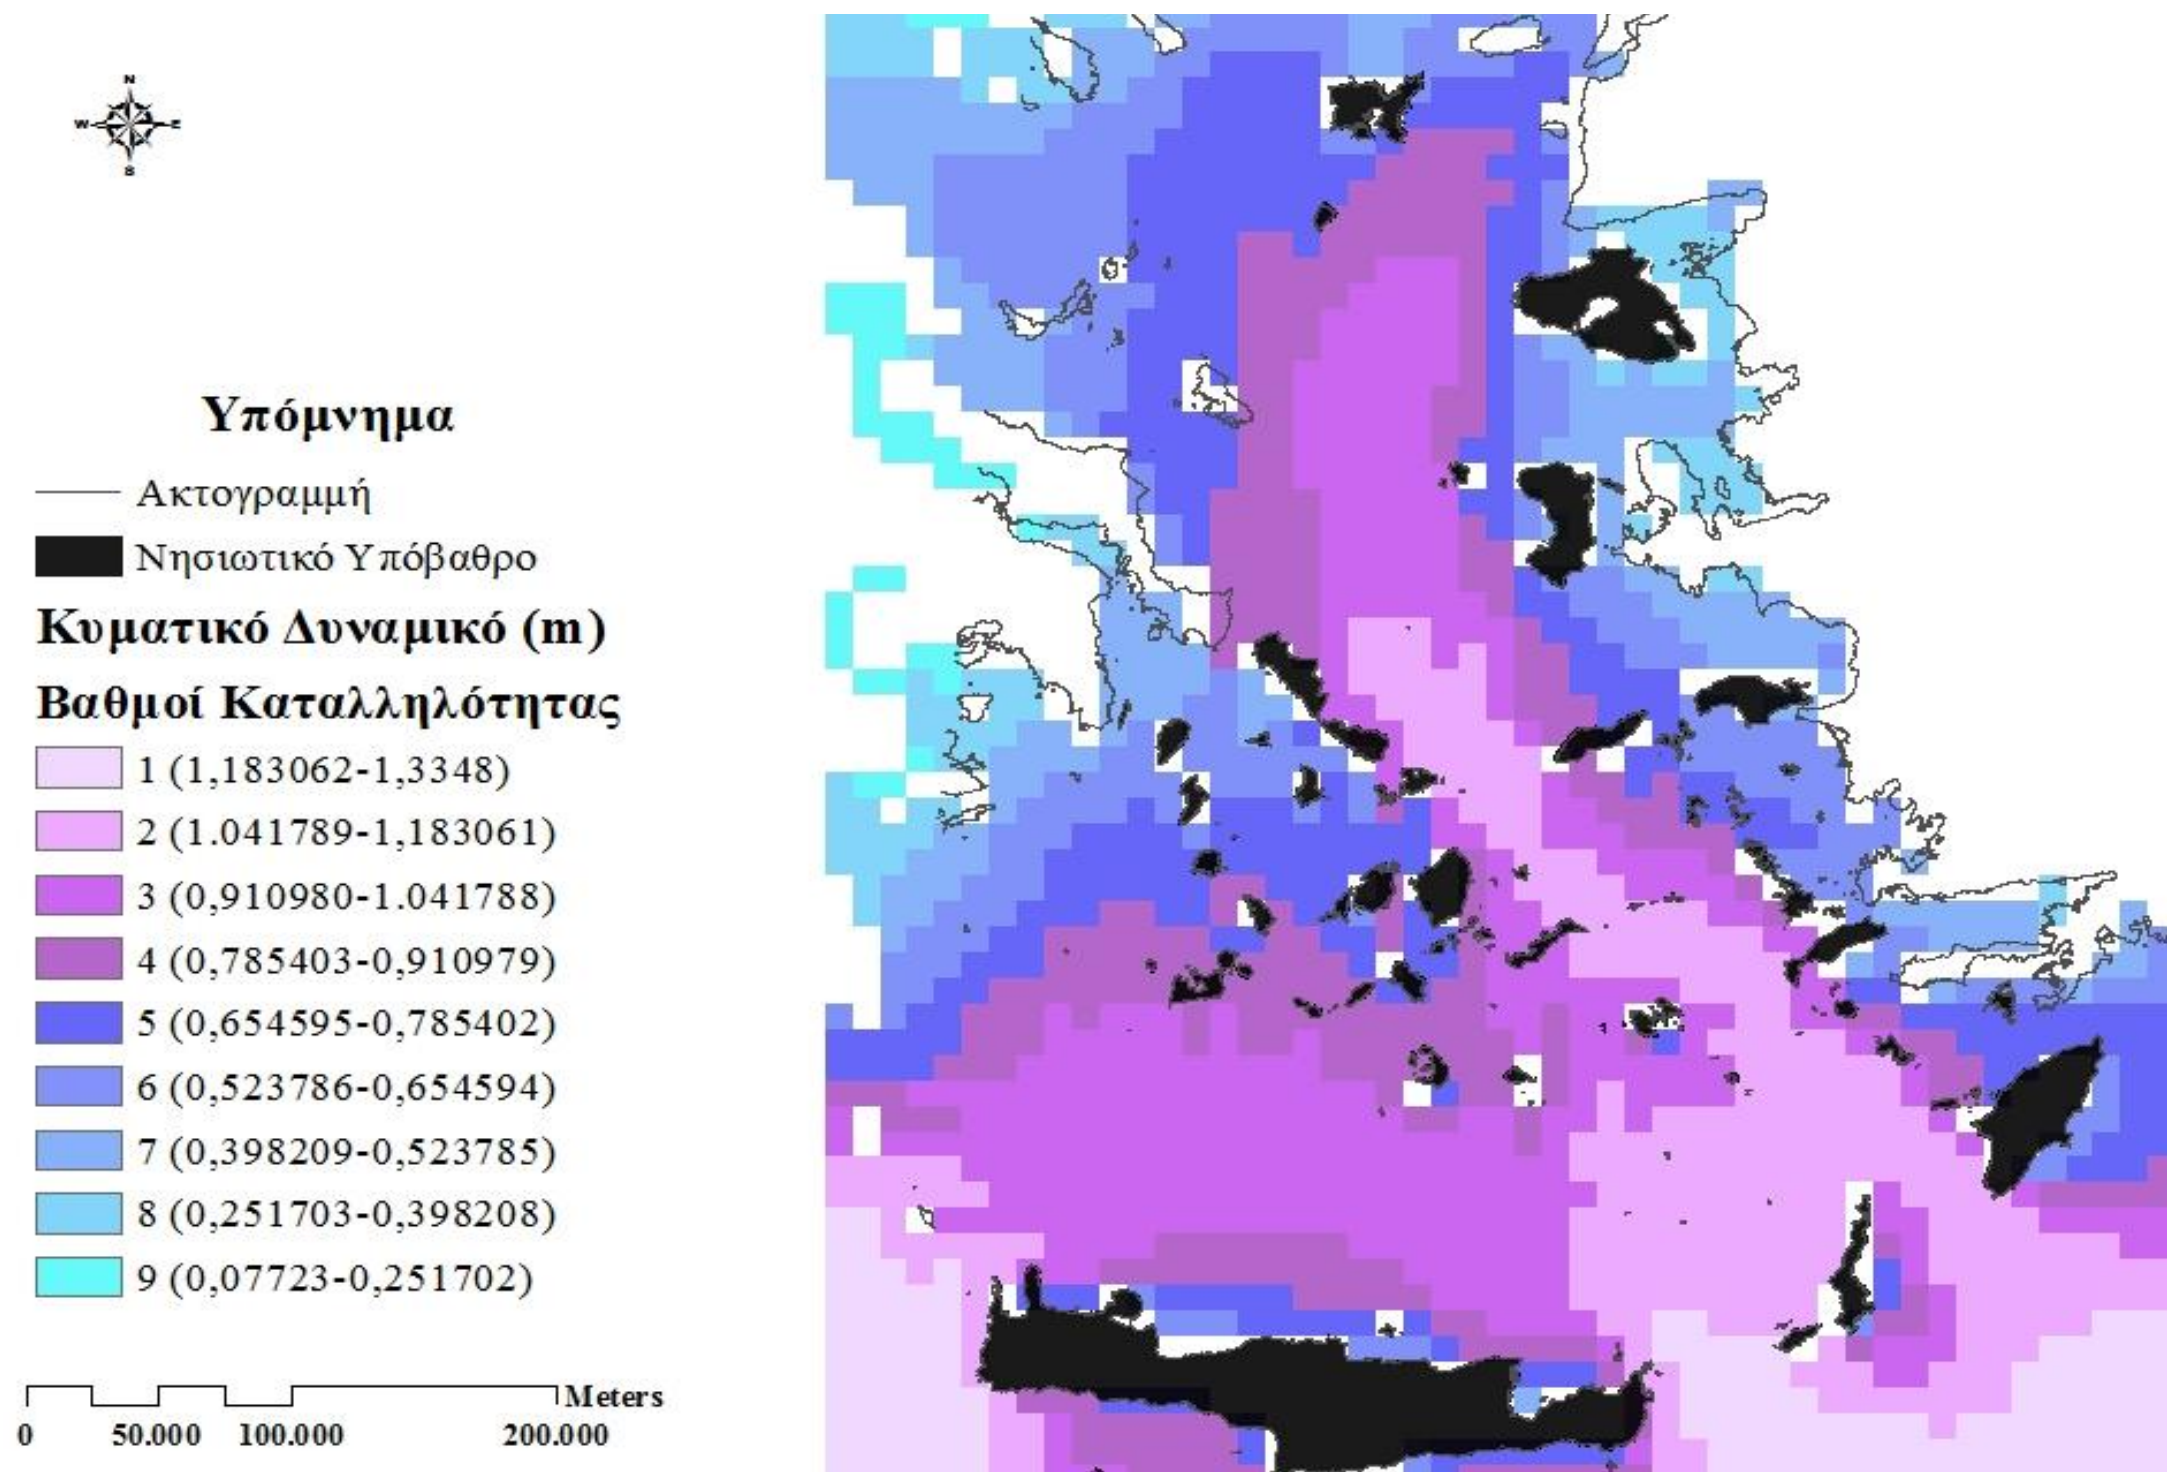 N
W E
S
Υπόμνημα
Ακτογραμμή
Νησιωτικό Υπόβαθρο
Κυματικό Δυναμικό (m)
Βαθμοί Καταλληλότητας
1 (1,183062-1,3348)
2 (1.041789-1,183061)
3 (0,910980-1.041788)
4 (0,785403-0,910979)
5 (0,654595-0,785402)
6 (0,523786-0,654594)
7 (0,398209-0,523785)
8 (0,251703-0,398208)
9 (0,07723-0,251702)
Meters
0 50.000 100.000 200.000